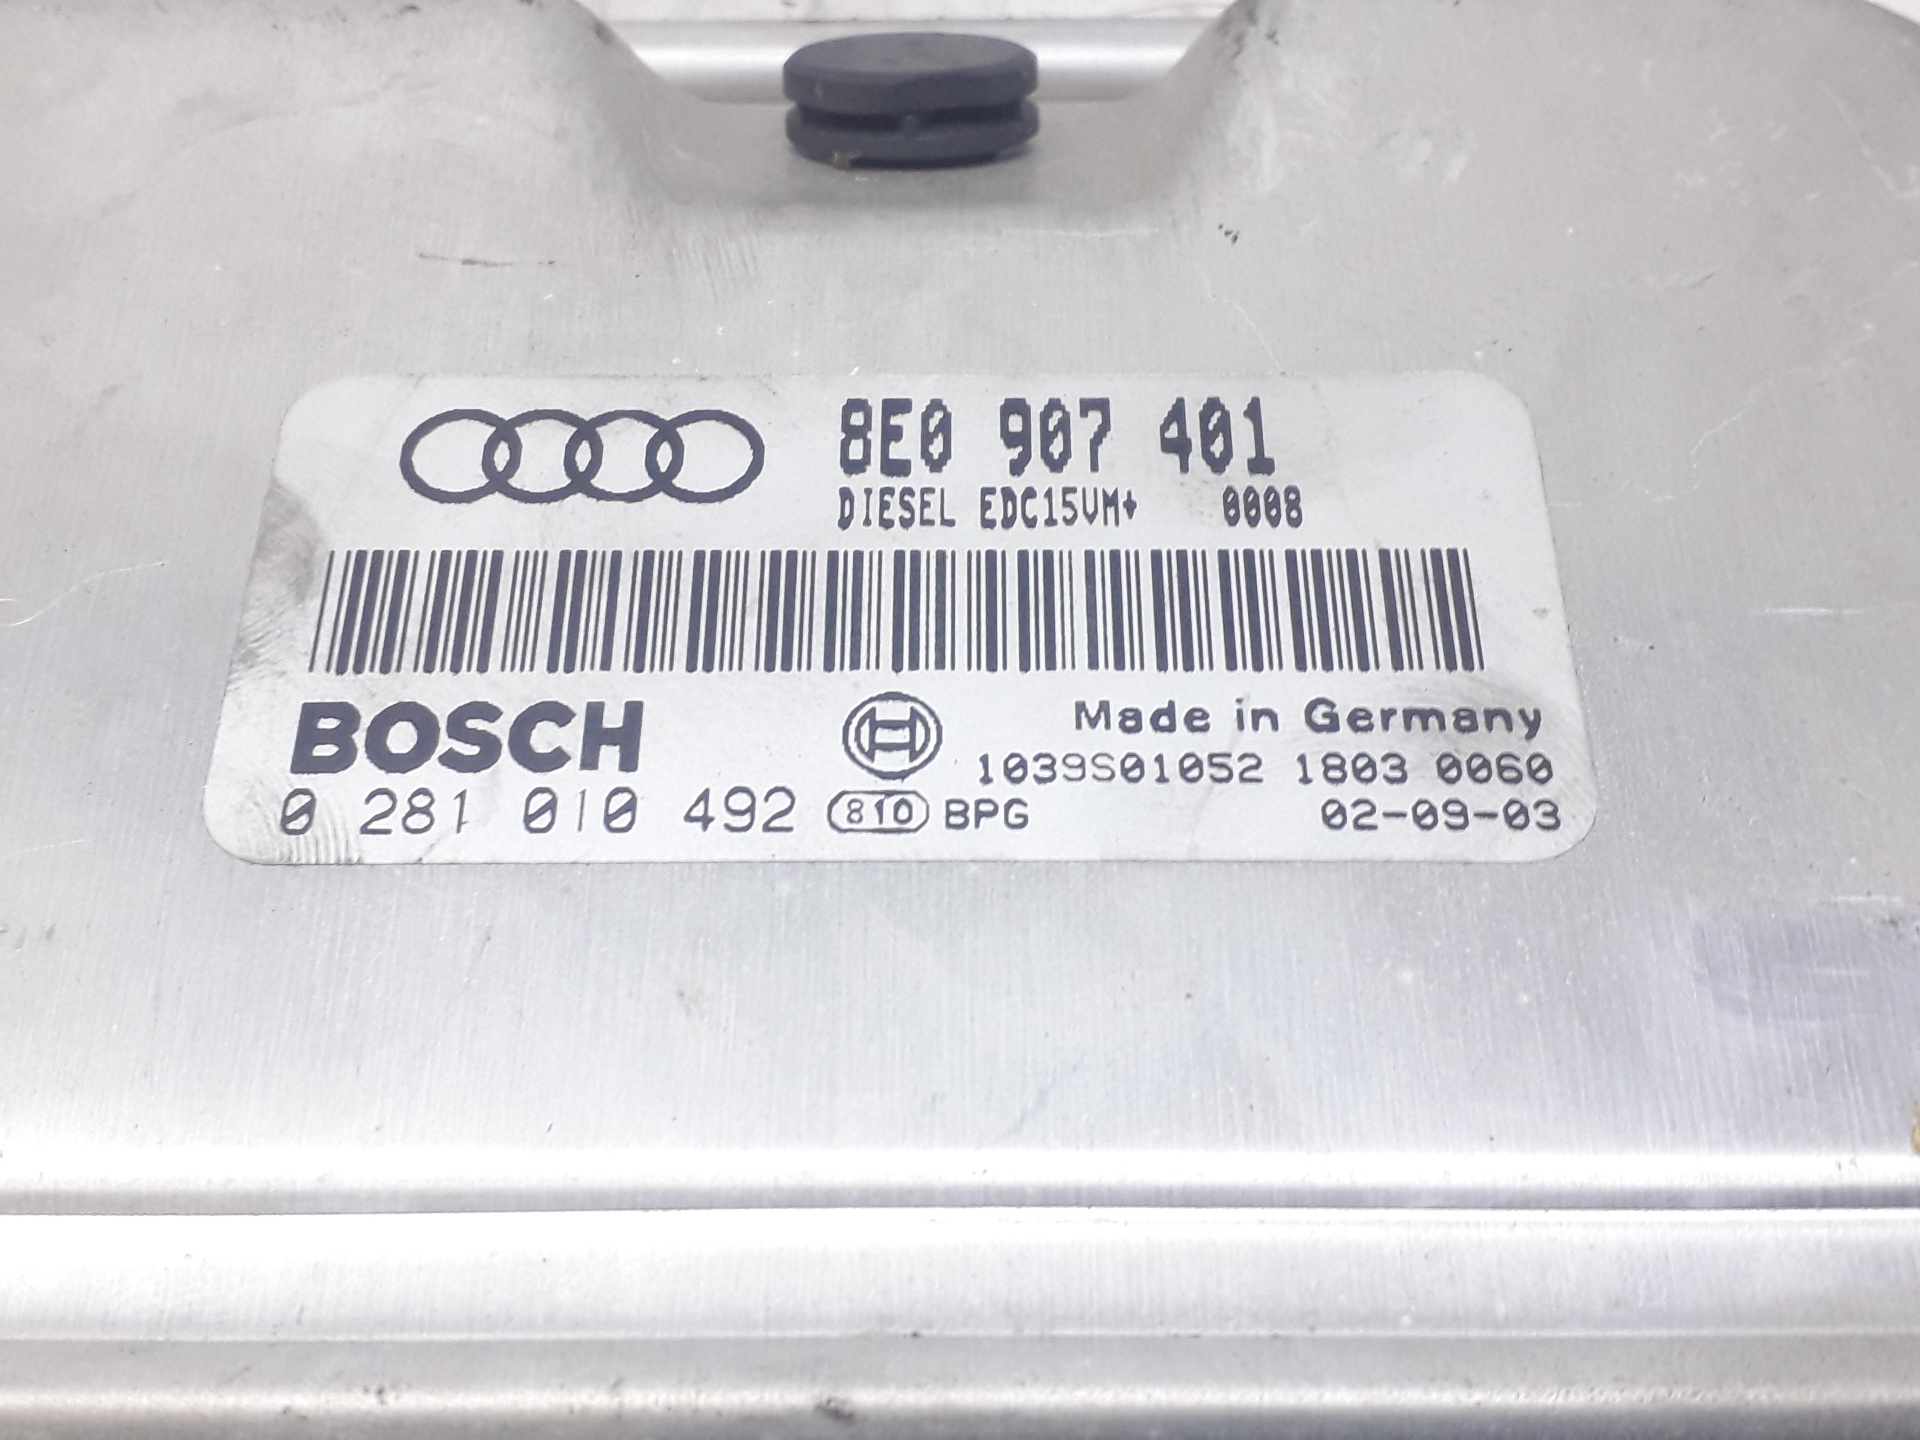 8E0 907 401
DIESEL EDC15VM+ 0008
BOSCH
Made in Germany
1039S01052 1803 0060
0 281 010 492 810 BPG 02-09-03